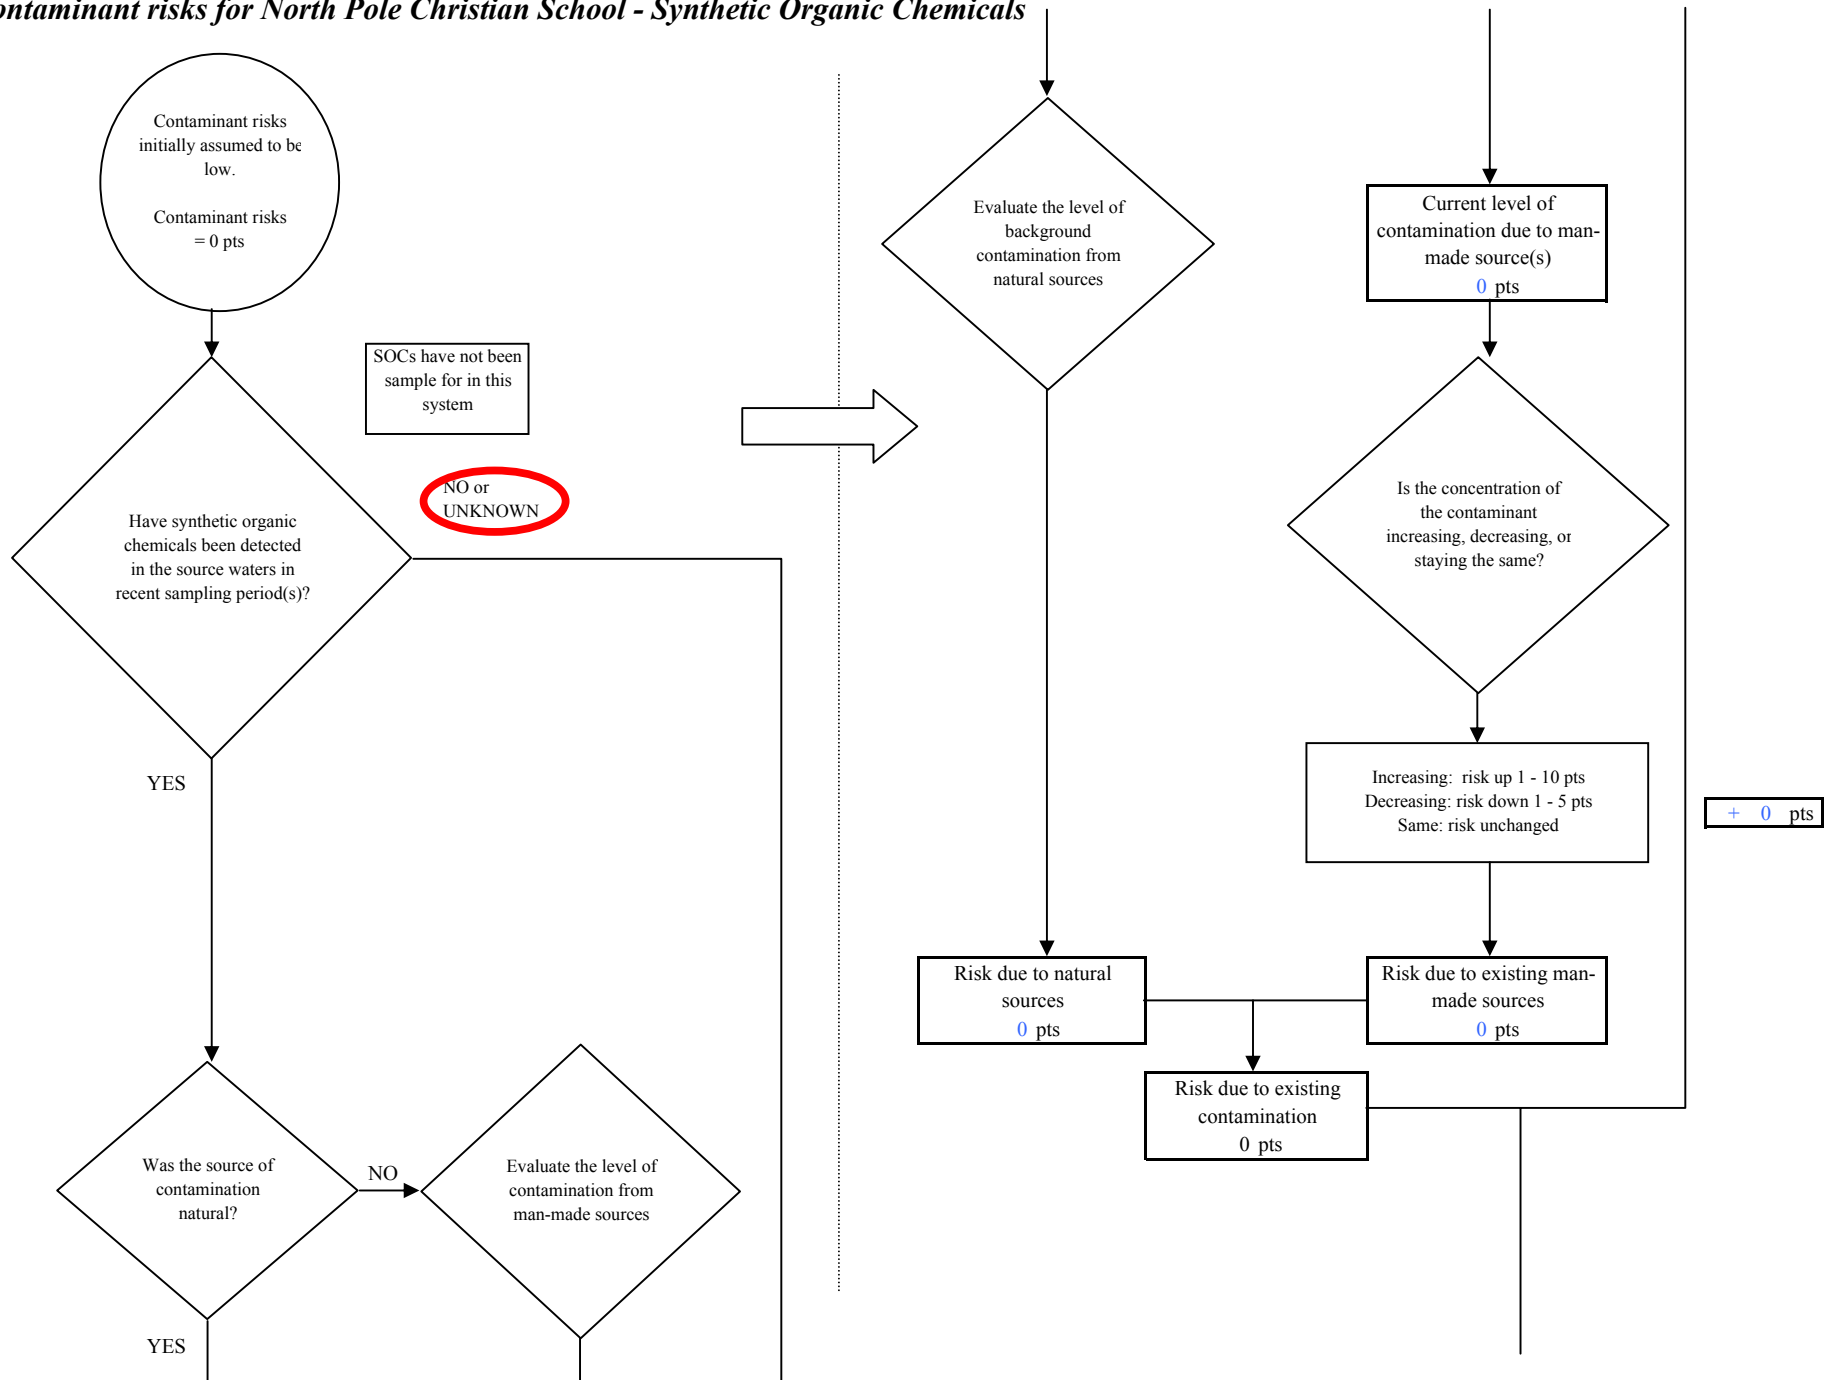 ontaminant risks for North Pole Christian School - Synthetic Organic Chemicals
Contaminant risks
initially assumed to be
low.
Contaminant risks
= 0 pts
SOCs have not been
sample for in this
system
NO or
UNKNOWN
Have synthetic organic
chemicals been detected
in the source waters in
recent sampling period(s)?
YES
Was the source of
contamination
natural?
NO
Evaluate the level of
contamination from
man-made sources
YES
Evaluate the level of
background
contamination from
natural sources
Current level of
contamination due to man-
made source(s)
0 pts
Is the concentration of
the contaminant
increasing, decreasing, or
staying the same?
Increasing: risk up 1 - 10 pts
Decreasing: risk down 1 - 5 pts
Same: risk unchanged
+ 0 pts
Risk due to natural
sources
0 pts
Risk due to existing man-
made sources
0 pts
Risk due to existing
contamination
0 pts